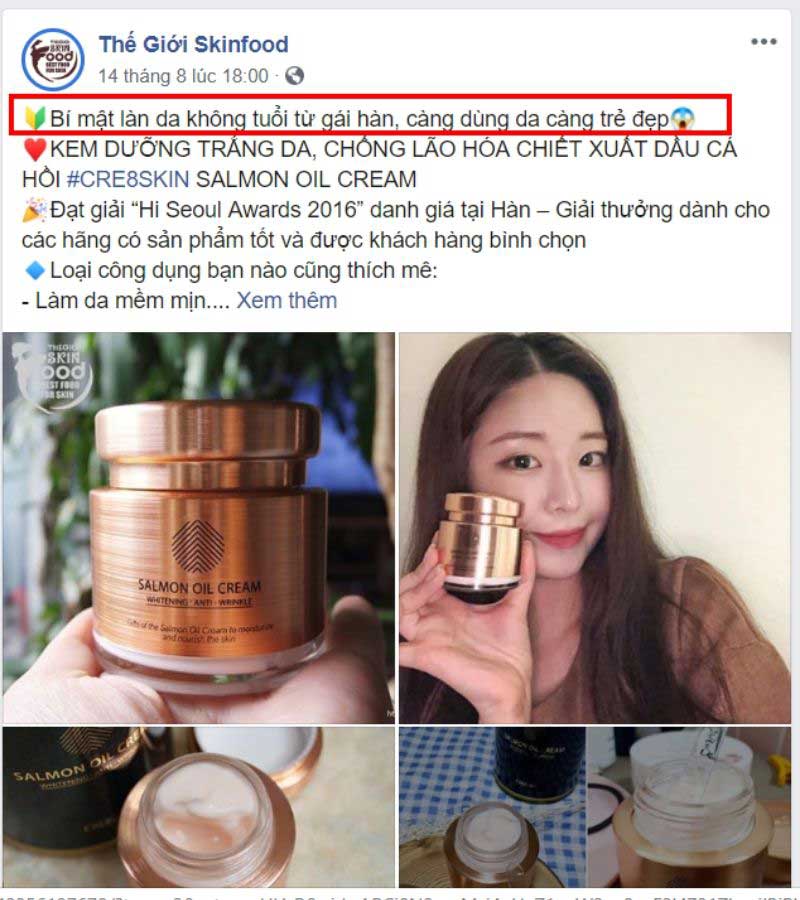 Thế Giới Skinfood
14 tháng 8 lúc 18:00 ·
Bí mật làn da không tuổi từ gái hàn, càng dùng da càng trẻ đẹp
KEM DƯỠNG TRẮNG DA, CHỐNG LÃO HÓA CHIẾT XUẤT DẦU CÁ
HỒI #CRE8SKIN SALMON OIL CREAM
Đạt giải “Hi Seoul Awards 2016” danh giá tại Hàn – Giải thưởng dành cho
các hãng có sản phẩm tốt và được khách hàng bình chọn
Loại công dụng bạn nào cũng thích mê:
- Làm da mềm mịn.... Xem thêm
THEGIOI
SKIN
FOOD
BEST FOOD
FOR SKIN
SALMON OIL CREAM
WHITENING · ANTI - WRINKLE
Gifts of the Salmon Oil Cream to moisturize
and nourish the skin
SALMON OIL CREA
WHITENING · ANTI-WRINKLE
SALMON OIL CREAM